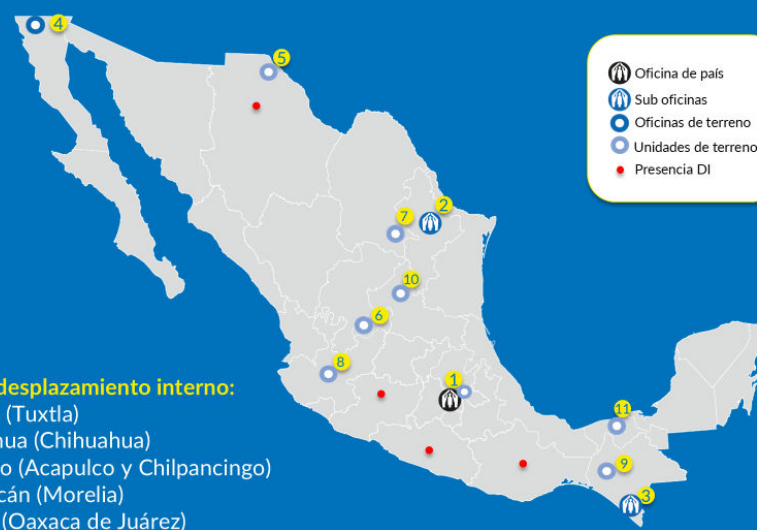 4
5
Oficina de país
Sub oficinas
Oficinas de terreno
Unidades de terreno
Presencia DI
2
7
10
6
8
1
desplazamiento interno:
(Tuxtla)
hua (Chihuahua)
o (Acapulco y Chilpancingo)
cán (Morelia)
(Oaxaca de Juárez)
11
9
3